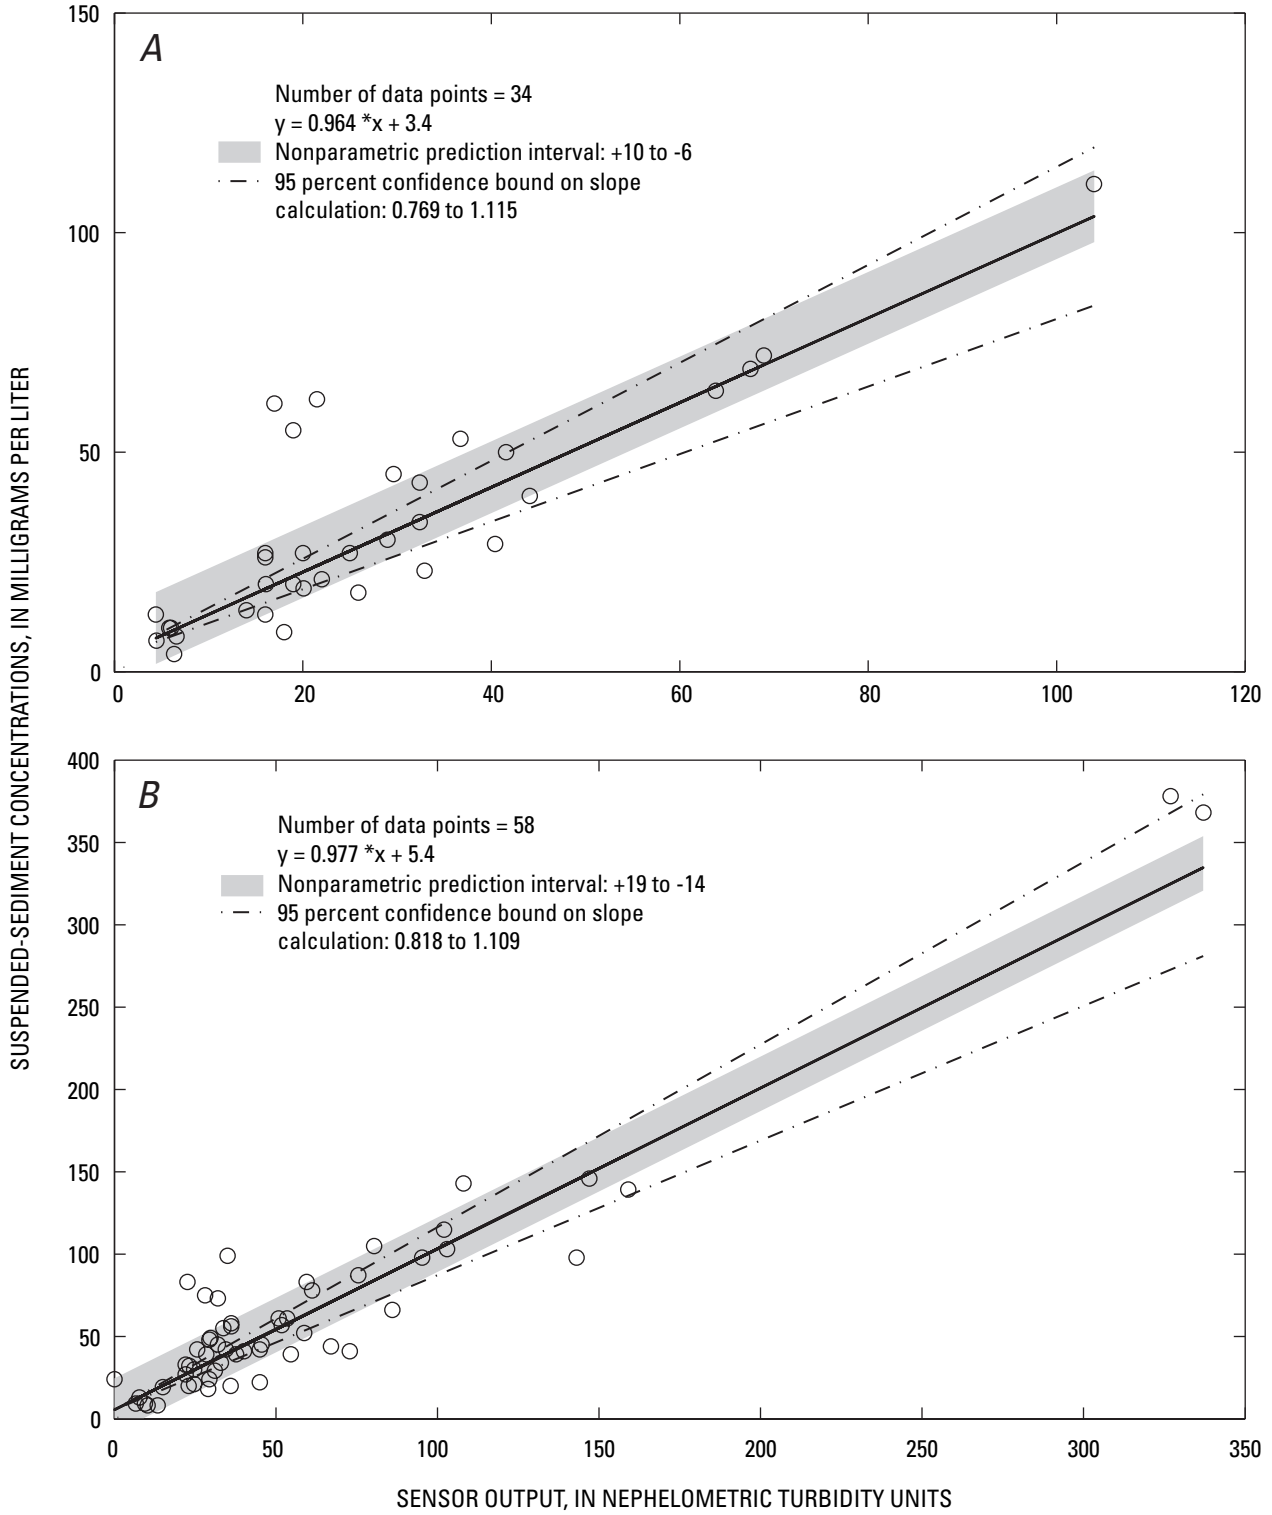 SUSPENDED-SEDIMENT CONCENTRATIONS, IN MILLIGRAMS PER LITER
A
Number of data points = 34
y = 0.964 *x + 3.4
Nonparametric prediction interval: +10 to -6
95 percent confidence bound on slope
calculation: 0.769 to 1.115
150
100
50
0
0 20 40 60 80 100 120
B
Number of data points = 58
y = 0.977 *x + 5.4
Nonparametric prediction interval: +19 to -14
95 percent confidence bound on slope
calculation: 0.818 to 1.109
400
350
300
250
200
150
100
50
0
0 50 100 150 200 250 300 350
SENSOR OUTPUT, IN NEPHELOMETRIC TURBIDITY UNITS